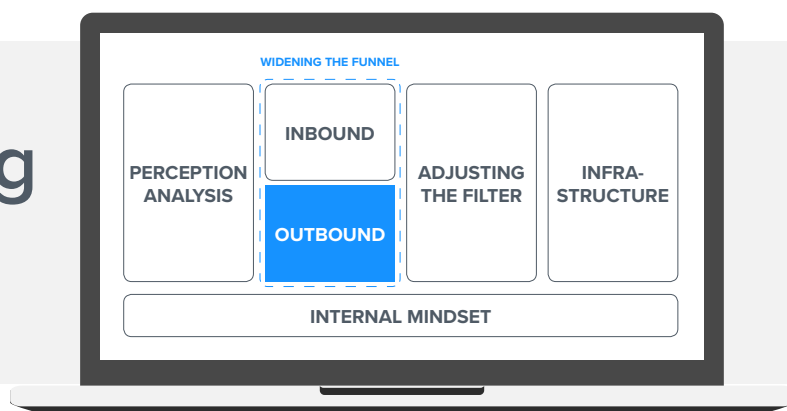 g
WIDENING THE FUNNEL
PERCEPTION
ANALYSIS
INBOUND
OUTBOUND
ADJUSTING
THE FILTER
INFRA-
STRUCTURE
INTERNAL MINDSET